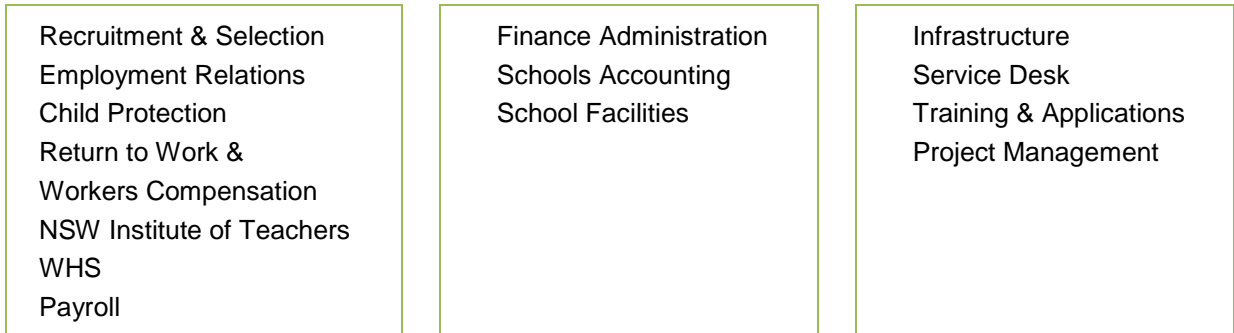 Recruitment & Selection
Employment Relations
Child Protection
Return to Work &
Workers Compensation
NSW Institute of Teachers
WHS
Payroll
Finance Administration
Schools Accounting
School Facilities
Infrastructure
Service Desk
Training & Applications
Project Management